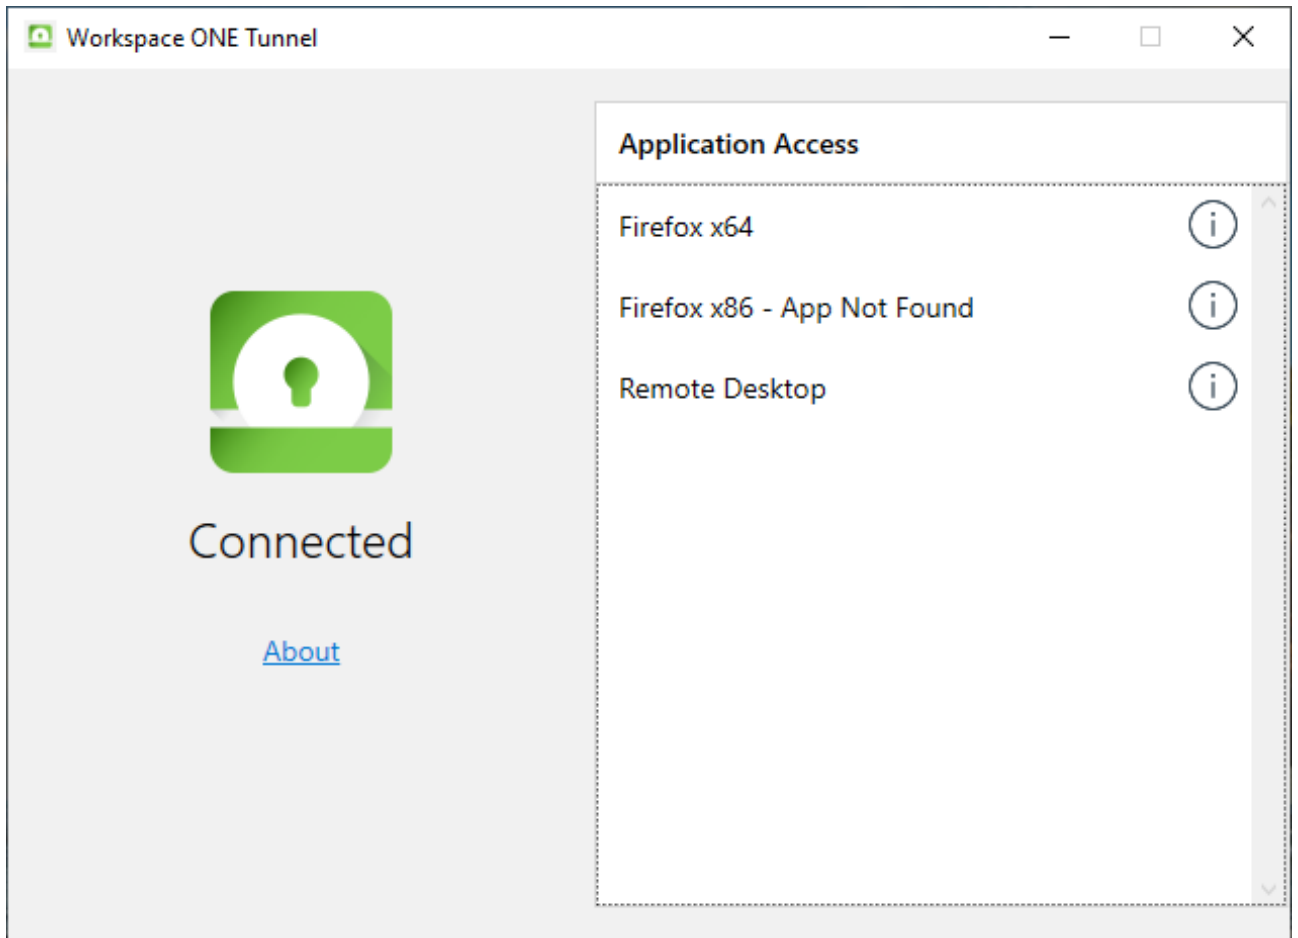 Workspace ONE Tunnel
Application Access
Firefox x64
Firefox x86 - App Not Found
Remote Desktop
Connected
About